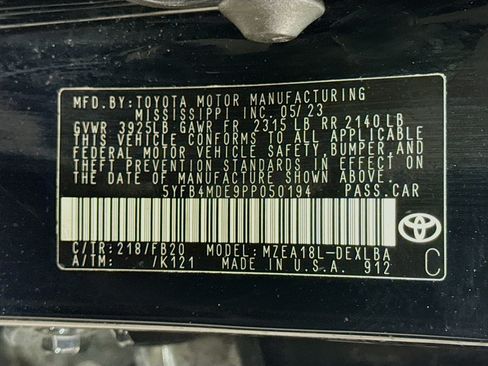 MFD.BY:TOYOTA MOTOR MANUFACTURING
MISSISSIPPI INC. 05/23
GVWR 3925LB GAWR FR 2315 LB RR 2140 LB
THIS VEHICLE CONFORMS TO ALL APPLICABLE
FEDERAL MOTOR VEHICLE SAFETY, BUMPER, AND THEFT
PREVENTION STANDARDS IN EFFECT ON THE
DATE OF MANUFACTURE SHOWN ABOVE.
5YFB4MDE9PP050194 PASS.CAR
C/TR:218/FB20 MODEL:MZEA18L-DEXLBA
A/TM: /K121 MADE IN U.S.A. 912
C